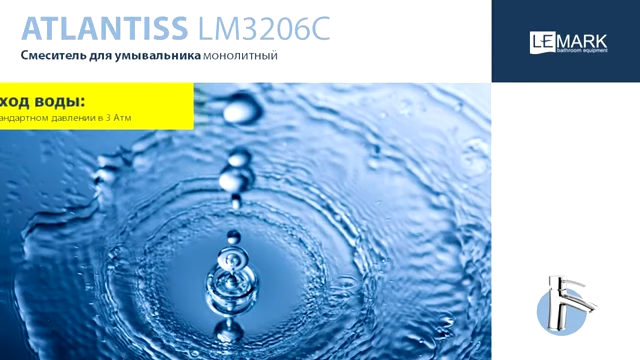 ATLANTISS LM3206C
Смеситель для умывальника монолитный
LEMARK
bathroom equipment
ход воды:
андартном давлении в 3 Атм